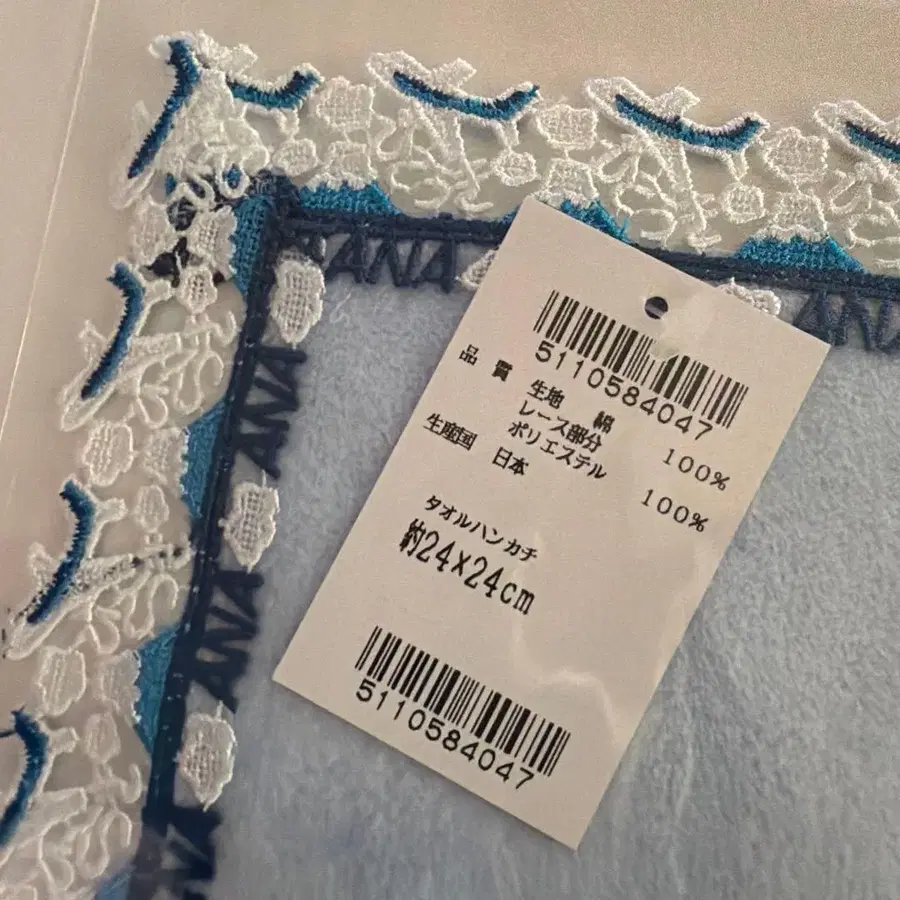 ANA
ANA
ANA
ANA
ANA
5110584047
品 質 生地 綿 100%
レース部分
ポリエステル 100%
生産国 日本
タオルハンカチ
約24×24cm
5110584047